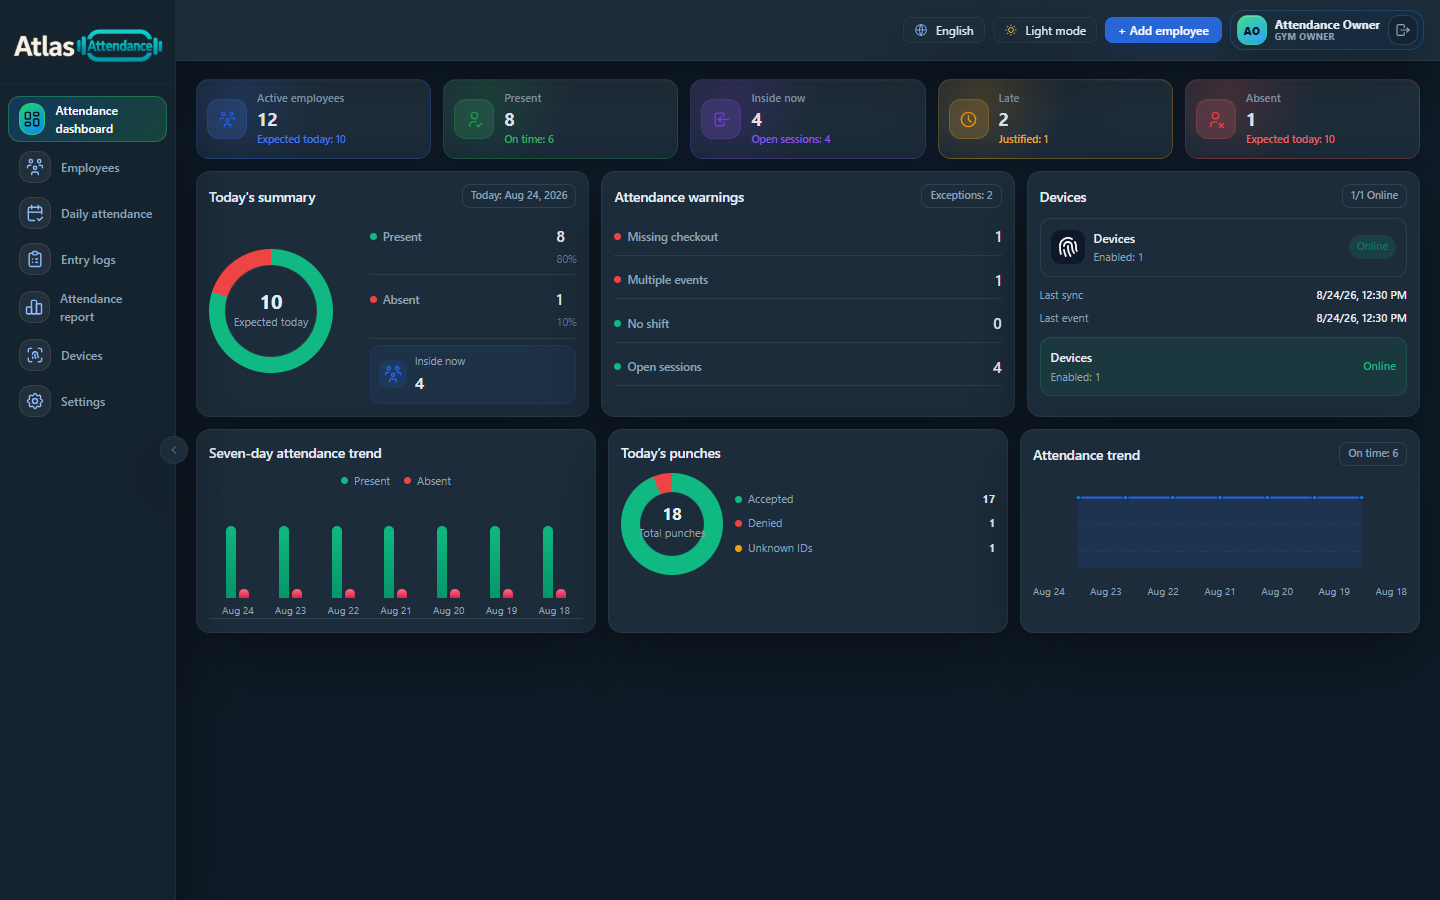 Atlas Attendance
English
Light mode
+ Add employee
AO
Attendance Owner
GYM OWNER
Attendance
dashboard
Employees
Daily attendance
Entry logs
Attendance
report
Devices
Settings
Active employees
12
Expected today: 10
Present
8
On time: 6
Inside now
4
Open sessions: 4
Late
2
Justified: 1
Absent
1
Expected today: 10
Today's summary
Today: Aug 24, 2026
10
Expected today
Present
8
80%
Absent
1
10%
Inside now
4
Attendance warnings
Exceptions: 2
Missing checkout
1
Multiple events
1
No shift
0
Open sessions
4
Devices
1/1 Online
Devices
Enabled: 1
Online
Last sync
8/24/26, 12:30 PM
Last event
8/24/26, 12:30 PM
Devices
Enabled: 1
Online
Seven-day attendance trend
Present
Absent
Aug 24
Aug 23
Aug 22
Aug 21
Aug 20
Aug 19
Aug 18
Today's punches
18
Total punches
Accepted
17
Denied
1
Unknown IDs
1
Attendance trend
On time: 6
Aug 24
Aug 23
Aug 22
Aug 21
Aug 20
Aug 19
Aug 18